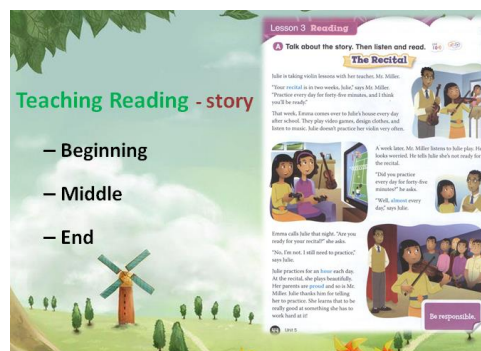 Teaching Reading - story
– Beginning
– Middle
– End
Lesson 3 Reading
A Talk about the story. Then listen and read.
The Recital
Julie is taking violin lessons with her teacher, Mr. Miller.
"Your recital is in two weeks, Julie," says Mr. Miller.
"Practice every day for forty-five minutes, and I think
you'll be ready."
That week, Emma comes over to Julie's house every day
after school. They play video games, design clothes, and
listen to music. Julie doesn't practice her violin very often.
A week later, Mr. Miller listens to Julie play. He
looks worried. He tells Julie she's not ready for
the recital.
"Did you practice
every day for forty-five
minutes?" he asks.
"Well, almost every
day," says Julie.
Emma calls Julie that night. "Are you
ready for your recital?" she asks.
"No, I'm not. I still need to practice,"
says Julie.
Julie practices for an hour each day.
At the recital, she plays beautifully.
Her parents are proud and so is Mr.
Miller. Julie thanks him for telling
her to practice. She learns that to be
really good at something she has to
work hard at it!
Be responsible.
Unit 5